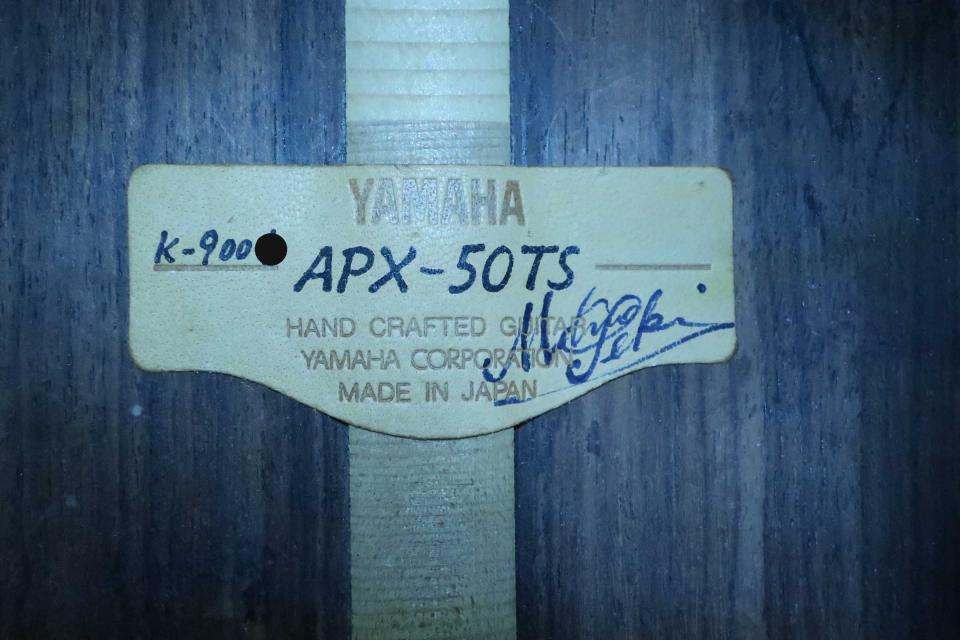 YAMAHA
K-900
APX-50TS
HAND CRAFTED GUITAR
YAMAHA CORPORATION
MADE IN JAPAN